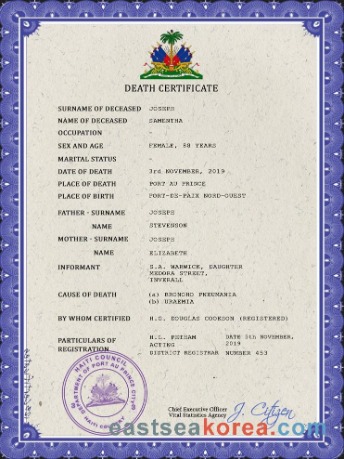 DEATH CERTIFICATE
SURNAME OF DECEASED JOSEPH
NAME OF DECEASED SAMENTHA
OCCUPATION -
SEX AND AGE FEMALE, 88 YEARS
MARITAL STATUS -
DATE OF DEATH 3rd NOVEMBER, 2019
PLACE OF DEATH PORT AU PRINCE
PLACE OF BIRTH PORT-DE-PAIX NORD-OUEST
FATHER - SURNAME JOSEPH
NAME STEVENSON
MOTHER - SURNAME JOSEPH
NAME ELIZABETH
INFORMANT S.A. WARWICK, DAUGHTER
MEDORA STREET,
INVERALL
CAUSE OF DEATH (a) BRONCHO PNEUMANIA
(b) URAEMIA
BY WHOM CERTIFIED H.S. DOUGLAS COOKSON (REGISTERED)
PARTICULARS OF REGISTRATION
H.L. PETHAM
ACTING
DISTRICT REGISTRAR
DATE 5th NOVEMBER,
2019
NUMBER 453
HAITI COUNCIL
DEPARTMENT OF PORT AU PRINCE CITY
Chief Executive Officer
Vital Statistics Agency
J. Citizen
eastseakorea.com